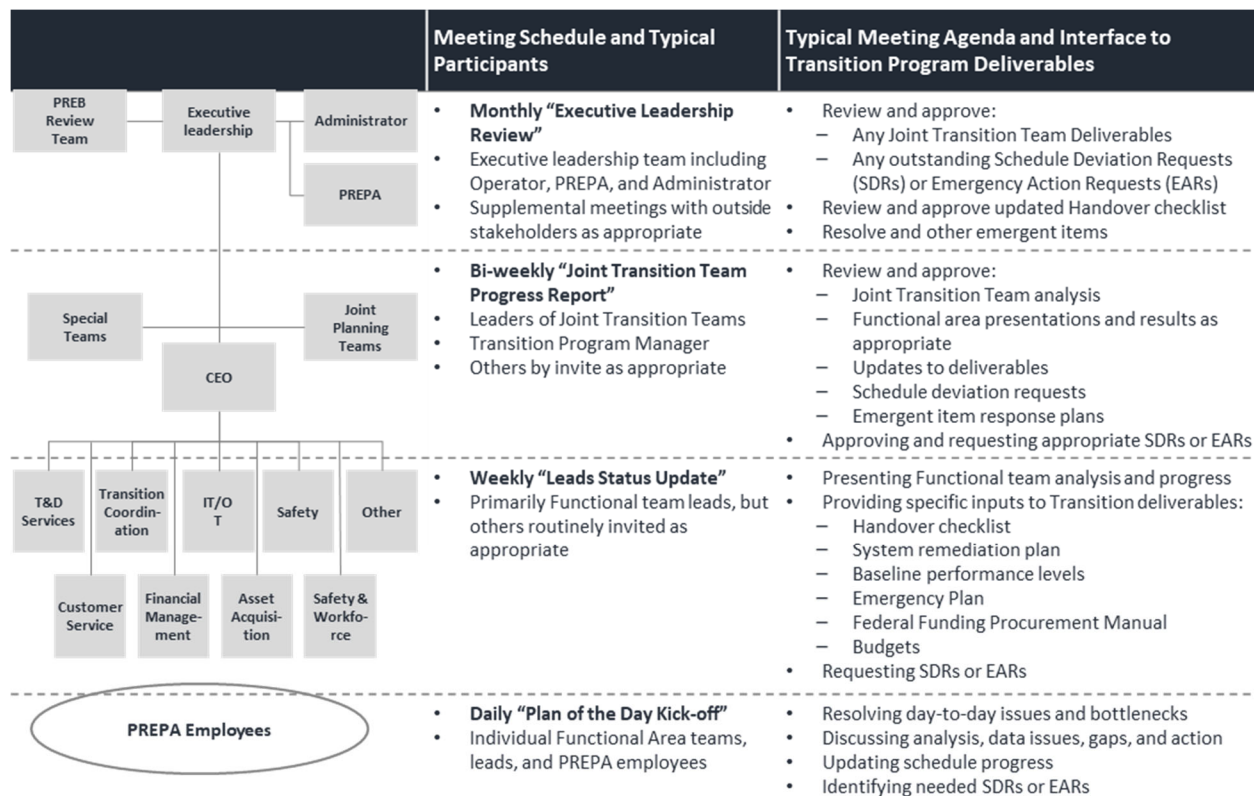 Meeting Schedule and Typical
Participants
Typical Meeting Agenda and Interface to
Transition Program Deliverables
PREB
Review
Team
Executive
leadership
Administrator
PREPA
• Monthly “Executive Leadership
Review”
• Executive leadership team including
Operator, PREPA, and Administrator
• Supplemental meetings with outside
stakeholders as appropriate
• Review and approve:
– Any Joint Transition Team Deliverables
– Any outstanding Schedule Deviation Requests
(SDRs) or Emergency Action Requests (EARs)
• Review and approve updated Handover checklist
• Resolve and other emergent items
Special
Teams
Joint
Planning
Teams
CEO
• Bi-weekly “Joint Transition Team
Progress Report”
• Leaders of Joint Transition Teams
• Transition Program Manager
• Others by invite as appropriate
• Review and approve:
– Joint Transition Team analysis
– Functional area presentations and results as
appropriate
– Updates to deliverables
– Schedule deviation requests
– Emergent item response plans
• Approving and requesting appropriate SDRs or EARs
T&D
Services
Transition
Coordin-
ation
IT/O
T
Safety
Other
Customer
Service
Financial
Manage-
ment
Asset
Acquisi-
tion
Safety &
Workfo-
rce
• Weekly “Leads Status Update”
• Primarily Functional team leads, but
others routinely invited as
appropriate
• Presenting Functional team analysis and progress
• Providing specific inputs to Transition deliverables:
– Handover checklist
– System remediation plan
– Baseline performance levels
– Emergency Plan
– Federal Funding Procurement Manual
– Budgets
• Requesting SDRs or EARs
PREPA Employees
• Daily “Plan of the Day Kick-off”
• Individual Functional Area teams,
leads, and PREPA employees
• Resolving day-to-day issues and bottlenecks
• Discussing analysis, data issues, gaps, and action
• Updating schedule progress
• Identifying needed SDRs or EARs